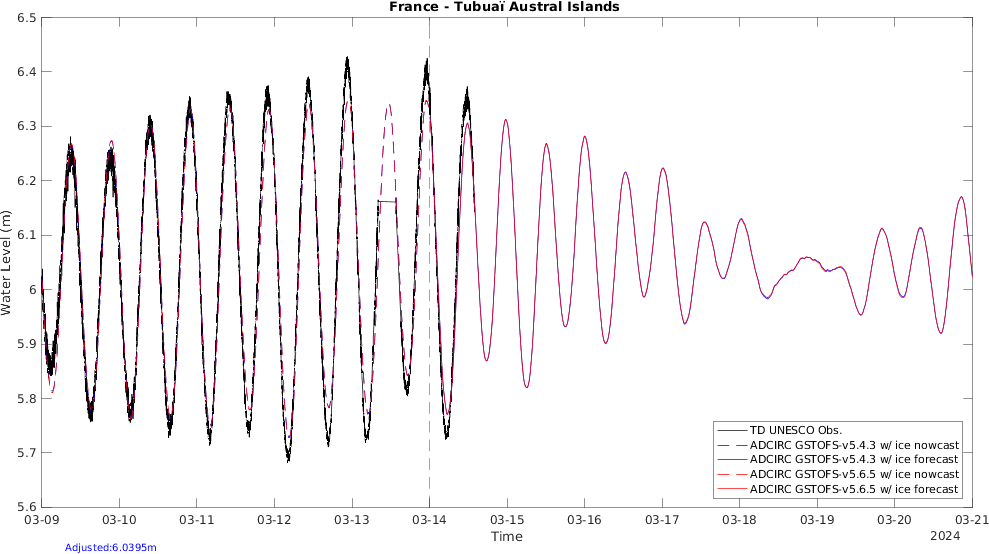 France - Tubuaï Austral Islands
6.5
6.4
6.3
6.2
6.1
6
5.9
5.8
5.7
5.6
Water Level (m)
TD UNESCO Obs.
ADCIRC GSTOFS-v5.4.3 w/ ice nowcast
ADCIRC GSTOFS-v5.4.3 w/ ice forecast
ADCIRC GSTOFS-v5.6.5 w/ ice nowcast
ADCIRC GSTOFS-v5.6.5 w/ ice forecast
03-09 03-10 03-11 03-12 03-13 03-14 03-15 03-16 03-17 03-18 03-19 03-20 03-21
Time
2024
Adjusted:6.0395m